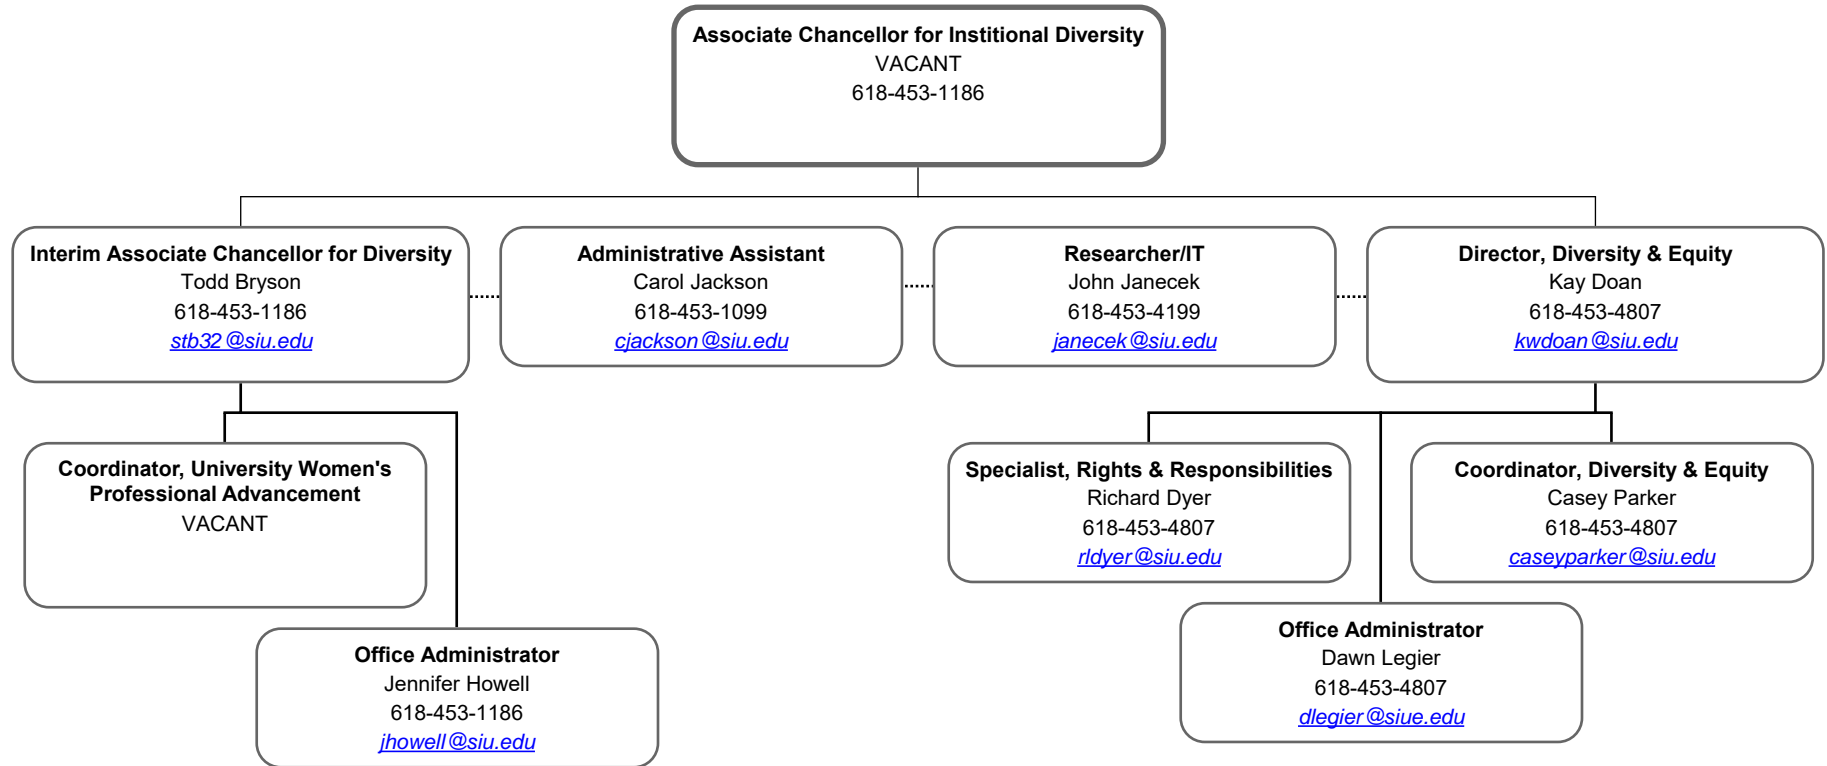 Associate Chancellor for Institional Diversity
VACANT
618-453-1186
Interim Associate Chancellor for Diversity
Todd Bryson
618-453-1186
stb32@siu.edu
Administrative Assistant
Carol Jackson
618-453-1099
cjackson@siu.edu
Researcher/IT
John Janecek
618-453-4199
janecek@siu.edu
Director, Diversity & Equity
Kay Doan
618-453-4807
kwdoan@siu.edu
Coordinator, University Women's
Professional Advancement
VACANT
Specialist, Rights & Responsibilities
Richard Dyer
618-453-4807
rldyer@siu.edu
Coordinator, Diversity & Equity
Casey Parker
618-453-4807
caseyparker@siu.edu
Office Administrator
Jennifer Howell
618-453-1186
jhowell@siu.edu
Office Administrator
Dawn Legier
618-453-4807
dlegier@siue.edu